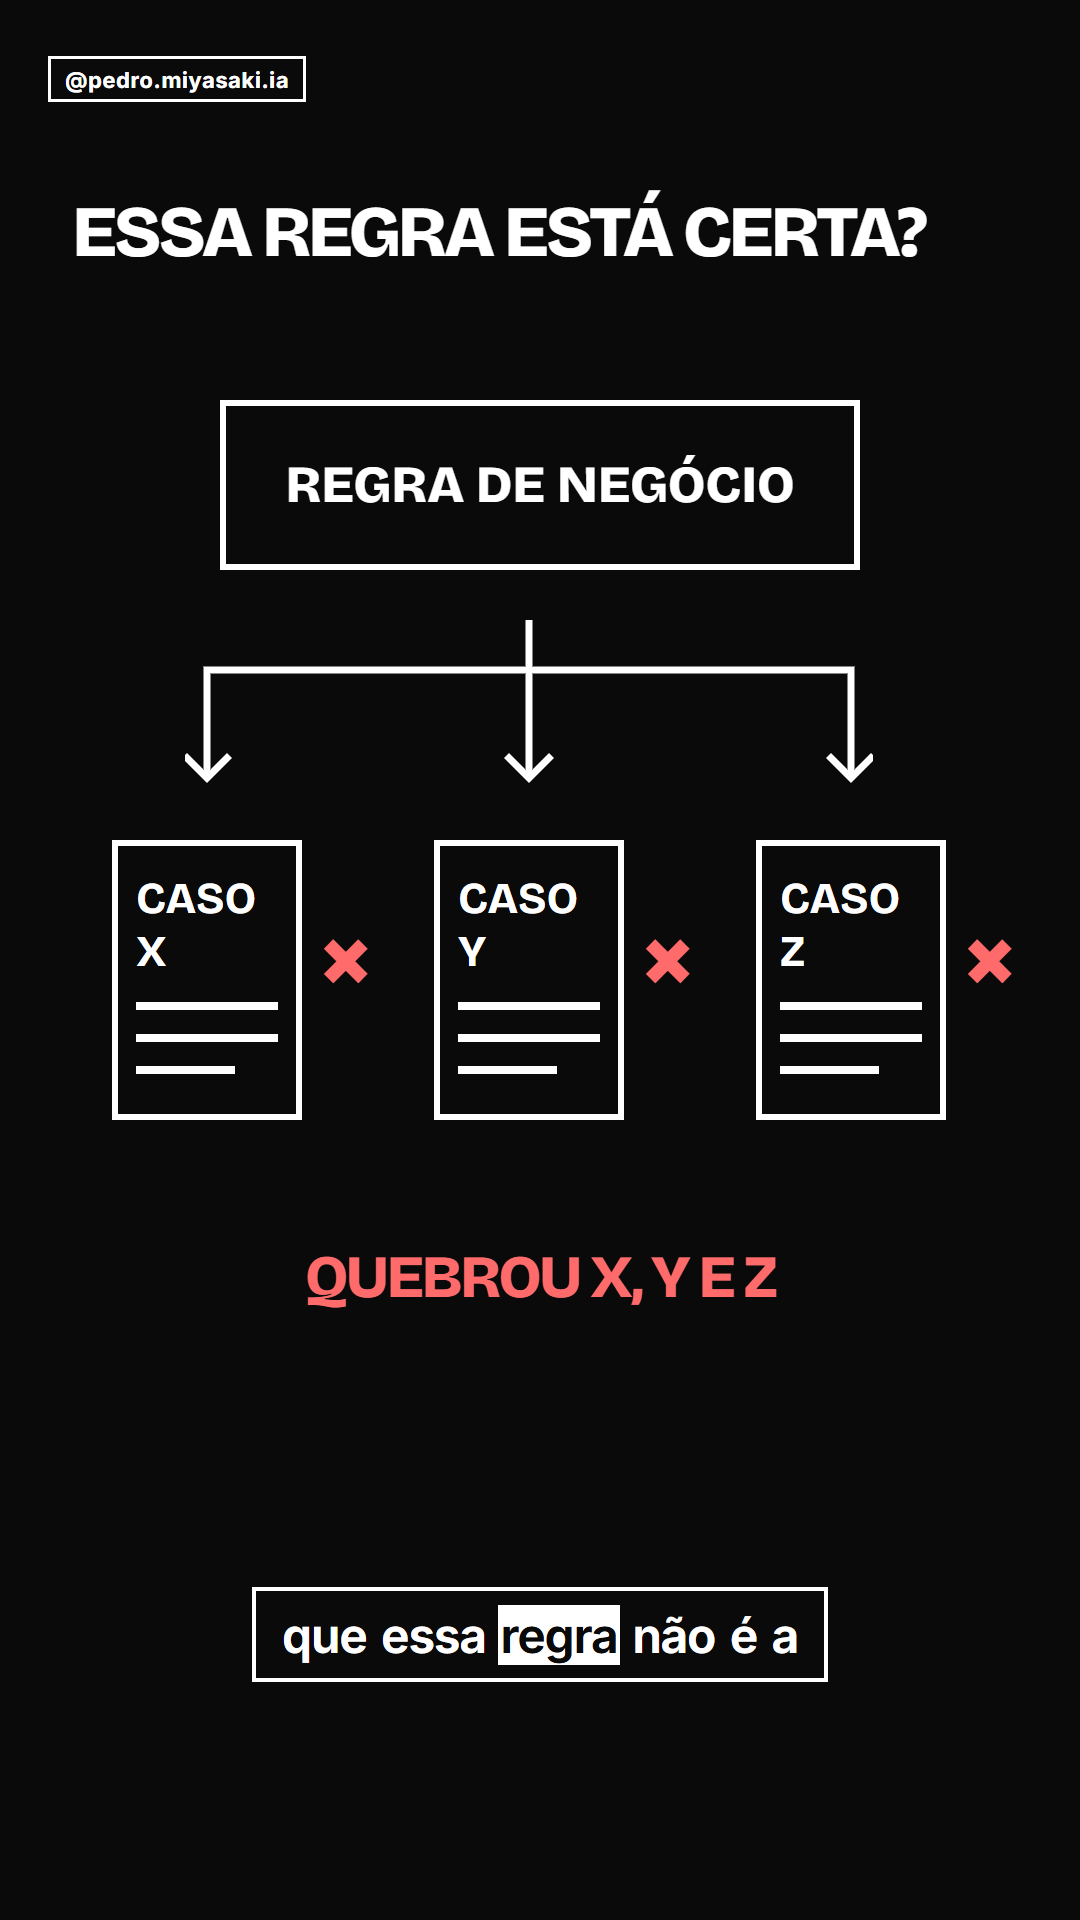 @pedro.miyasaki.ia
ESSA REGRA ESTÁ CERTA?
REGRA DE NEGÓCIO
CASO
X
CASO
Y
CASO
Z
QUEBROU X, Y E Z
que essa regra não é a